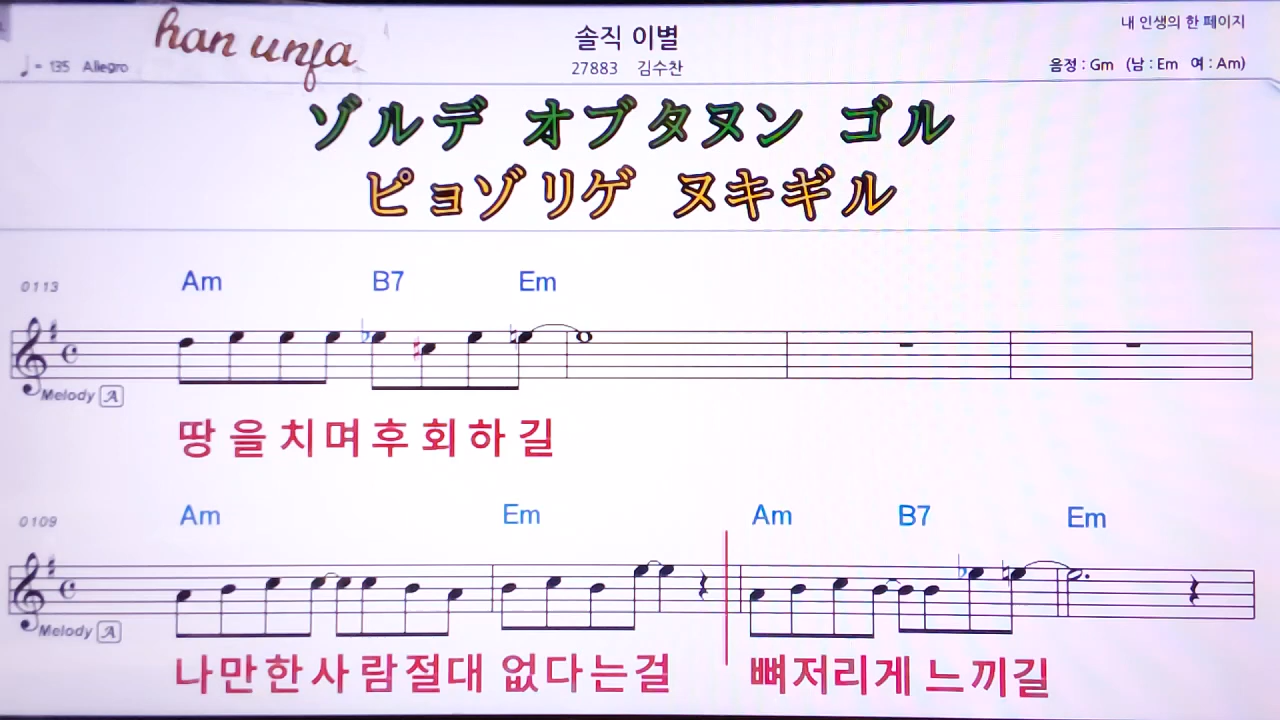 han unfa
솔직 이별
내 인생의 한 페이지
♩= 135 Allegro
27883 김수찬
음정 : Gm (남 : Em 여 : Am)
ゾルデ オブタヌン ゴル
ピョゾリゲ ヌキギル
0113
Am B7 Em
Melody A
땅을치며후회하길
0109
Am Em Am B7 Em
Melody A
나만한사람절대 없다는걸 뼈저리게 느끼길